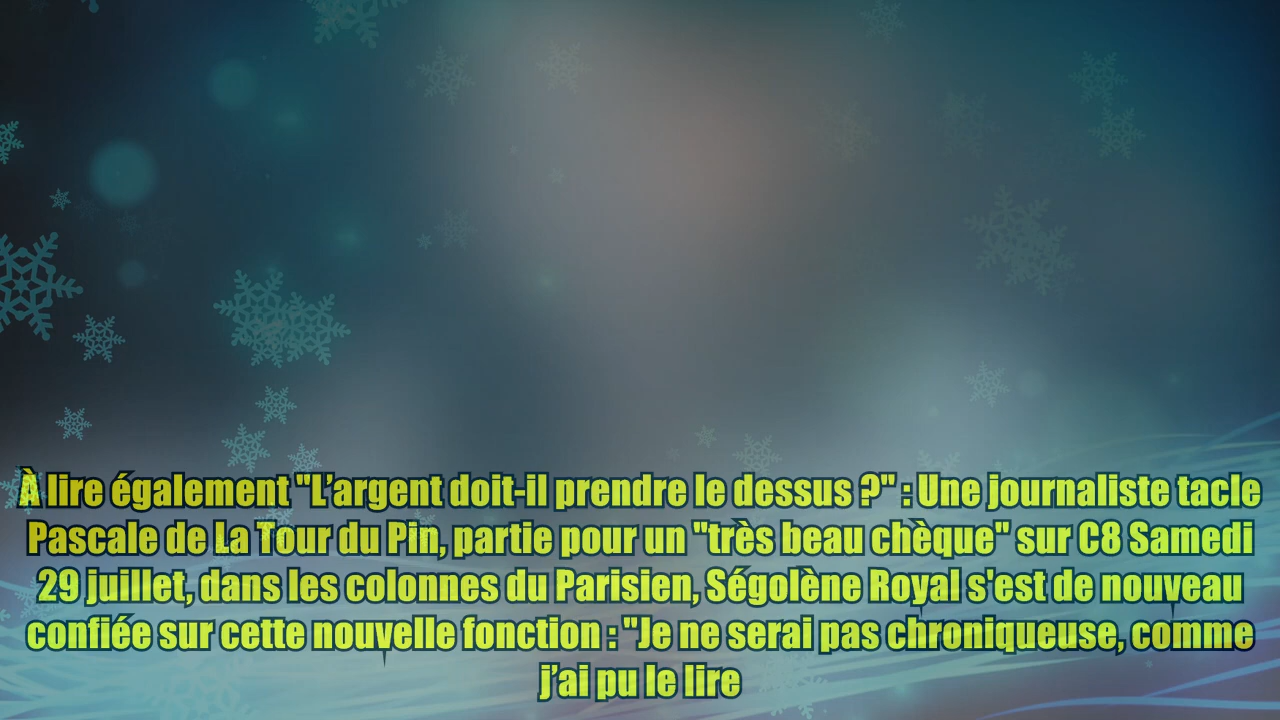 À lire également "L’argent doit-il prendre le dessus ?" : Une journaliste tacle
Pascale de La Tour du Pin, partie pour un "très beau chèque" sur C8 Samedi
29 juillet, dans les colonnes du Parisien, Ségolène Royal s'est de nouveau
confiée sur cette nouvelle fonction : "Je ne serai pas chroniqueuse, comme
j’ai pu le lire